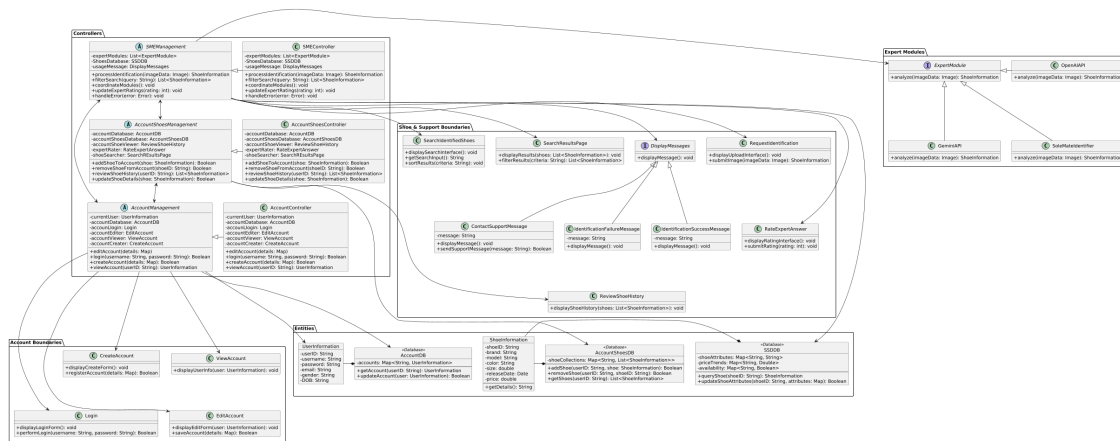 Controllers
A SMEManagement
-expertModules: List<ExpertModule>
-ShoesDatabase: SSDDB
-usageMessage: DisplayMessages
+processIdentification(imageData: Image): ShoeInformation
+filterSearch(query: String): List<ShoeInformation>
+coordinateModules(): void
+updateExpertRatings(rating: int): void
+handleError(error: Error): void
C SMEController
-expertModules: List<ExpertModule>
-ShoesDatabase: SSDDB
-usageMessage: DisplayMessages
+processIdentification(imageData: Image): ShoeInformation
+filterSearch(query: String): List<ShoeInformation>
+coordinateModules(): void
+updateExpertRatings(rating: int): void
+handleError(error: Error): void
A AccountShoesManagement
-accountDatabase: AccountDB
-shoesDatabase: AccountShoesDB
-accountShoeViewer: ReviewShoeHistory
-expertRater: RateExpertAnswer
-shoeSearcher: SearchREsultsPage
+addShoeToAccount(shoe: ShoeInformation): Boolean
+removeShoeFromAccount(shoeID: String): Boolean
+reviewShoeHistory(userID: String): List<ShoeInformation>
+updateShoeDetails(shoe: ShoeInformation): Boolean
C AccountShoesController
-accountDatabase: AccountDB
-shoesDatabase: AccountShoesDB
-accountShoeViewer: ReviewShoeHistory
-expertRater: RateExpertAnswer
-shoeSearcher: SearchREsultsPage
+addShoeToAccount(shoe: ShoeInformation): Boolean
+removeShoeFromAccount(shoeID: String): Boolean
+reviewShoeHistory(userID: String): List<ShoeInformation>
+updateShoeDetails(shoe: ShoeInformation): Boolean
A AccountManagement
-currentUser: UserInformation
-accountDatabase: AccountDB
-accountLogin: Login
-accountEditor: EditAccount
-accountViewer: ViewAccount
-accountCreater: CreateAccount
+editAccount(details: Map)
+login(username: String, password: String): Boolean
+createAccount(details: Map): Boolean
+viewAccount(userID: String): UserInformation
C AccountController
-currentUser: UserInformation
-accountDatabase: AccountDB
-accountLogin: Login
-accountEditor: EditAccount
-accountViewer: ViewAccount
-accountCreater: CreateAccount
+editAccount(details: Map)
+login(username: String, password: String): Boolean
+createAccount(details: Map): Boolean
+viewAccount(userID: String): UserInformation
Expert Modules
I ExpertModule
+analyze(imageData: Image): ShoeInformation
C OpenAIAPI
+analyze(imageData: Image): ShoeInformation
C GeminiAPI
+analyze(imageData: Image): ShoeInformation
C SoleMateIdentifier
+analyze(imageData: Image): ShoeInformation
Shoe & Support Boundaries
C SearchIdentifiedShoes
+displaySearchInterface(): void
+getSearchInput(): String
+sortResults(criteria: String): void
C SearchResultsPage
+displayResults(shoes: List<ShoeInformation>): void
+filterResults(criteria: String): List<ShoeInformation>
I DisplayMessages
+displayMessage(): void
C RequestIdentification
+displayUploadInterface(): void
+submitImage(imageData: Image): ShoeInformation
C ContactSupportMessage
-message: String
+displayMessage(): void
+sendSupportMessage(message: String): Boolean
C IdentificationFailureMessage
-message: String
+displayMessage(): void
C IdentificationSuccessMessage
-message: String
+displayMessage(): void
C RateExpertAnswer
+displayRatingInterface(): void
+submitRating(rating: int): void
C ReviewShoeHistory
+displayShoeHistory(shoes: List<ShoeInformation>): void
Entities
UserInformation
-userID: String
-username: String
-password: String
-email: String
-gender: String
-DOB: String
«Database»
AccountDB
-accounts: Map<String, UserInformation>
+getAccount(userID: String): UserInformation
+updateAccount(user: UserInformation): Boolean
ShoeInformation
-shoeID: String
-brand: String
-model: String
-color: String
-size: double
-releaseDate: Date
-price: double
+getDetails(): String
«Database»
AccountShoesDB
-shoeCollections: Map<String, List<ShoeInformation>>
+addShoe(userID: String, shoe: ShoeInformation): Boolean
+removeShoe(userID: String, shoeID: String): Boolean
+getShoes(userID: String): List<ShoeInformation>
«Database»
SSDDB
-shoeAttributes: Map<String, String>
-priceTrends: Map<String, Double>
-availability: Map<String, Boolean>
+queryShoe(shoeID: String): ShoeInformation
+updateShoeAttributes(shoeID: String, attributes: Map): Boolean
Account Boundaries
C CreateAccount
+displayCreateForm(): void
+registerAccount(details: Map): Boolean
C ViewAccount
+displayUserInfo(user: UserInformation): void
C Login
+displayLoginForm(): void
+performLogin(username: String, password: String): Boolean
C EditAccount
+displayEditForm(user: UserInformation): void
+saveAccount(details: Map): Boolean